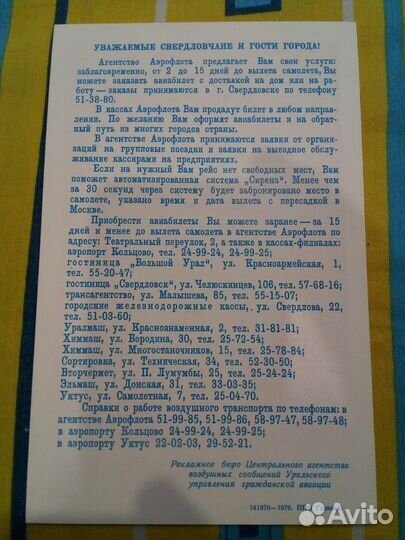 УВАЖАЕМЫЕ СВЕРДЛОВЧАНЕ И ГОСТИ ГОРОДА!
Агентство Аэрофлота предлагает Вам свои услуги:
заблаговременно, от 2 до 15 дней до вылета самолета, Вы
можете заказать авиабилет с доставкой на дом или на ра-
боту — заказы принимаются в г. Свердловске по телефону
51-38-80.
В кассах Аэрофлота Вам продадут билет в любом направ-
лении. По желанию Вам оформят авиабилеты и на обрат-
ный путь из многих городов страны.
В агентстве Аэрофлота принимаются заявки от органи-
заций на групповые поездки и заявки на выездное обслу-
живание кассирами на предприятиях.
Если на нужный Вам рейс нет свободных мест, Вам
поможет автоматизированная система „Сирена". Менее чем
за 30 секунд через систему будет забронировано место в
самолете, указано время и дата вылета с пересадкой в
Москве.
Приобрести авиабилеты Вы можете заранее — за 15
дней и менее до вылета самолета в агентстве Аэрофлота по
адресу: Театральный переулок, 2, а также в кассах-филиалах:
аэропорт Кольцово, тел. 24-99-24, 24-99-25;
гостиница „Большой Урал", ул. Красноармейская, 1,
тел. 55-20-47;
гостиница „Свердловск", ул. Челюскинцев, 106, тел. 57-68-16;
трансагентство, ул. Малышева, 85, тел. 55-15-07;
городские железнодорожные кассы, ул. Свердлова, 22,
тел. 51-03-60;
Уралмаш, ул. Краснознаменная, 2, тел. 31-81-81;
Химмаш, ул. Бородина, 30, тел. 25-72-54;
Химмаш, ул. Многостаночников, 15, тел. 25-78-84;
Сортировка, ул. Техническая, 34, тел. 52-30-50;
Вторчермет, ул. П. Лумумбы, 25, тел. 25-24-24;
Эльмаш, ул. Донская, 31, тел. 33-03-35;
Уктус, ул. Самолетная, 7, тел. 25-04-70.
Справки о работе воздушного транспорта по телефонам: в
агентстве Аэрофлота 51-99-85, 51-99-86, 58-97-47, 58-97-48;
в аэропорту Кольцово 24-99-24, 24-99-25;
в аэропорту Уктус 22-02-03, 29-52-21.
Рекламное бюро Центрального агентства
воздушных сообщений Уральского
управления гражданской авиации
141970—1979.
Avito